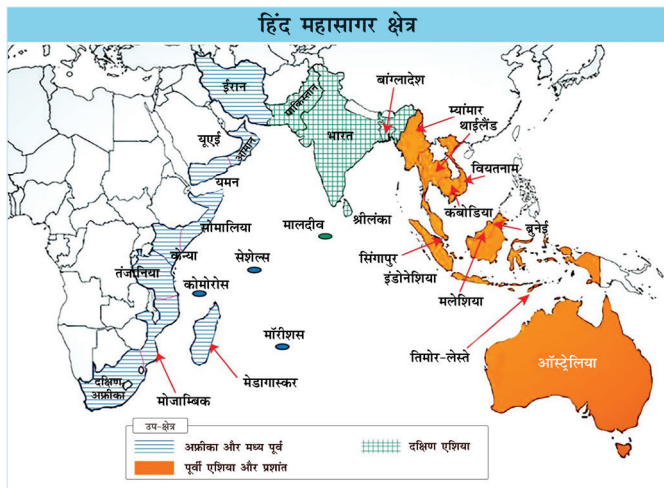 हिंद महासागर क्षेत्र
ईरान
पाकिस्तान
बांग्लादेश
म्यांमार
थाईलैंड
यूएई
ओमान
भारत
यमन
वियतनाम
कंबोडिया
सोमालिया
मालदीव
श्रीलंका
ब्रुनेई
केन्या
सेशेल्स
सिंगापुर
तंजानिया
इंडोनेशिया
कोमोरोस
मलेशिया
मॉरीशस
तिमोर-लेस्ते
ऑस्ट्रेलिया
दक्षिण
अफ्रीका
मेडागास्कर
मोजाम्बिक
उप-क्षेत्र
अफ्रीका और मध्य पूर्व
दक्षिण एशिया
पूर्वी एशिया और प्रशांत